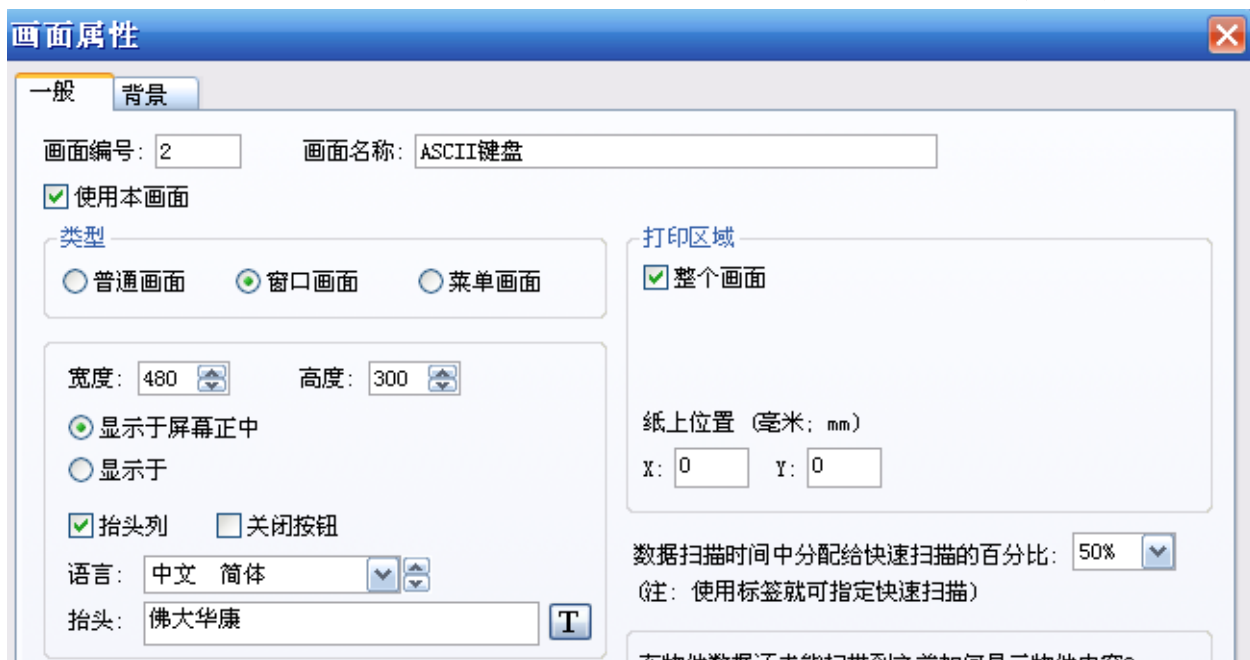 画面属性
一般 背景
画面编号: 2 画面名称: ASCII键盘
使用本画面
类型
普通画面 窗口画面 菜单画面
宽度: 480 高度: 300
显示于屏幕正中
显示于
抬头列 关闭按钮
语言: 中文 简体
抬头: 佛大华康 T
打印区域
整个画面
纸上位置 (毫米; mm)
X: 0 Y: 0
数据扫描时间中分配给快速扫描的百分比: 50%
(注: 使用标签就可指定快速扫描)